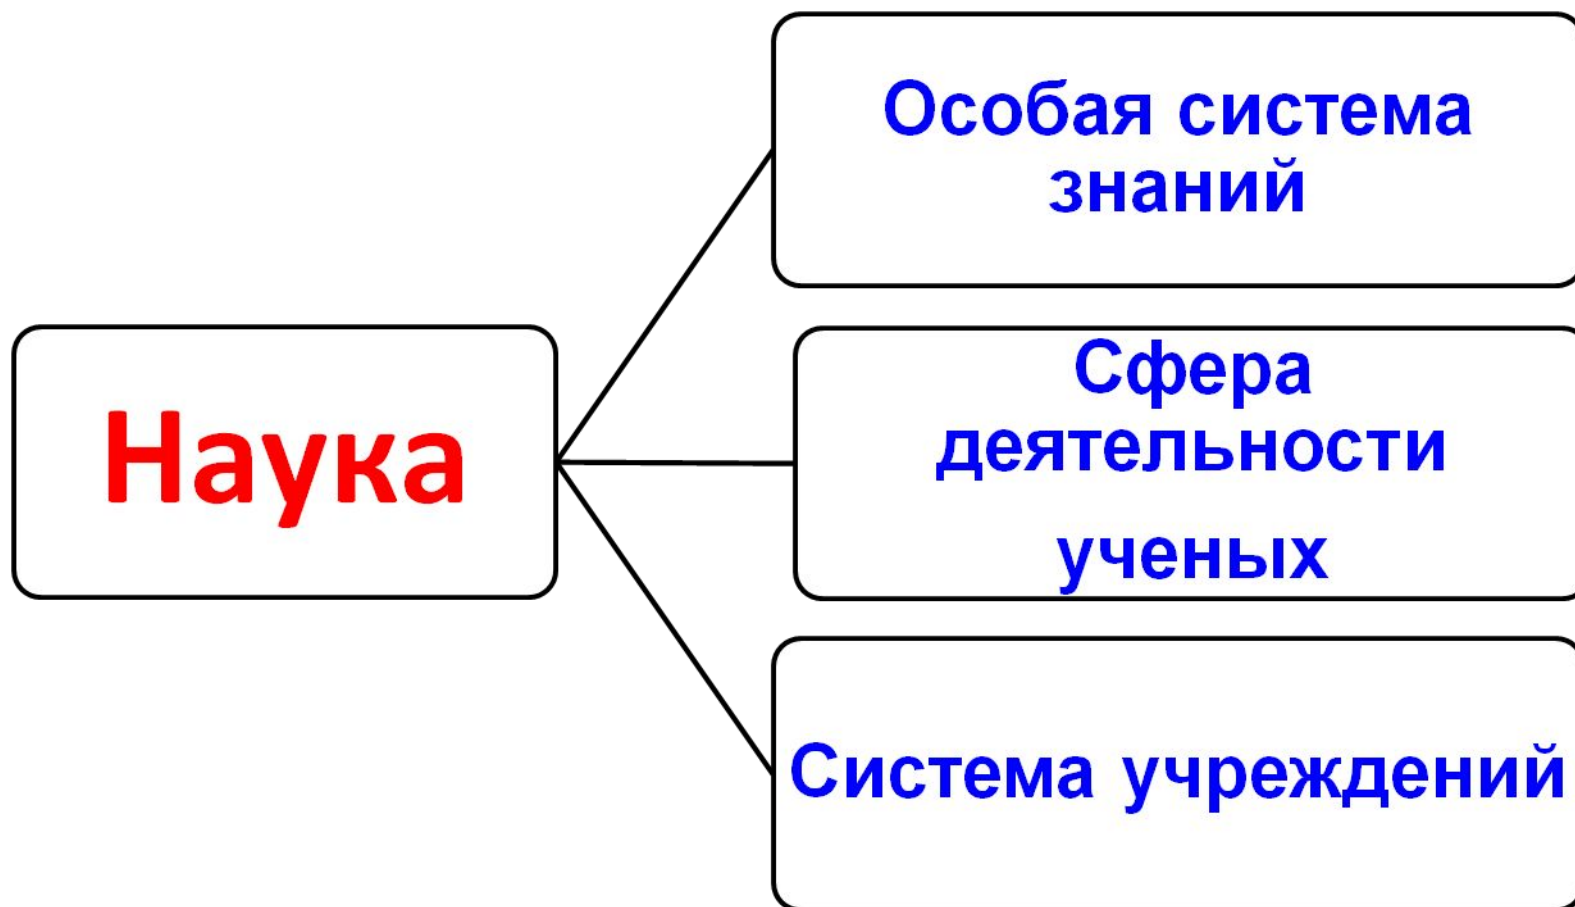 Наука
Особая система
знаний
Сфера
деятельности
ученых
Система учреждений